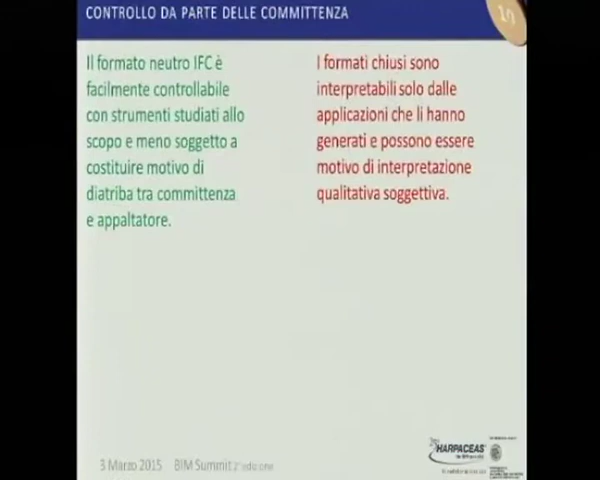 CONTROLLO DA PARTE DELLE COMMITTENZA
Il formato neutro IFC è
facilmente controllabile
con strumenti studiati allo
scopo e meno soggetto a
costituire motivo di
diatriba tra committenza
e appaltatore.
I formati chiusi sono
interpretabili solo dalle
applicazioni che li hanno
generati e possono essere
motivo di interpretazione
qualitativa soggettiva.
3 Marzo 2015 BIM Summit 2° edizione
HARPACEAS